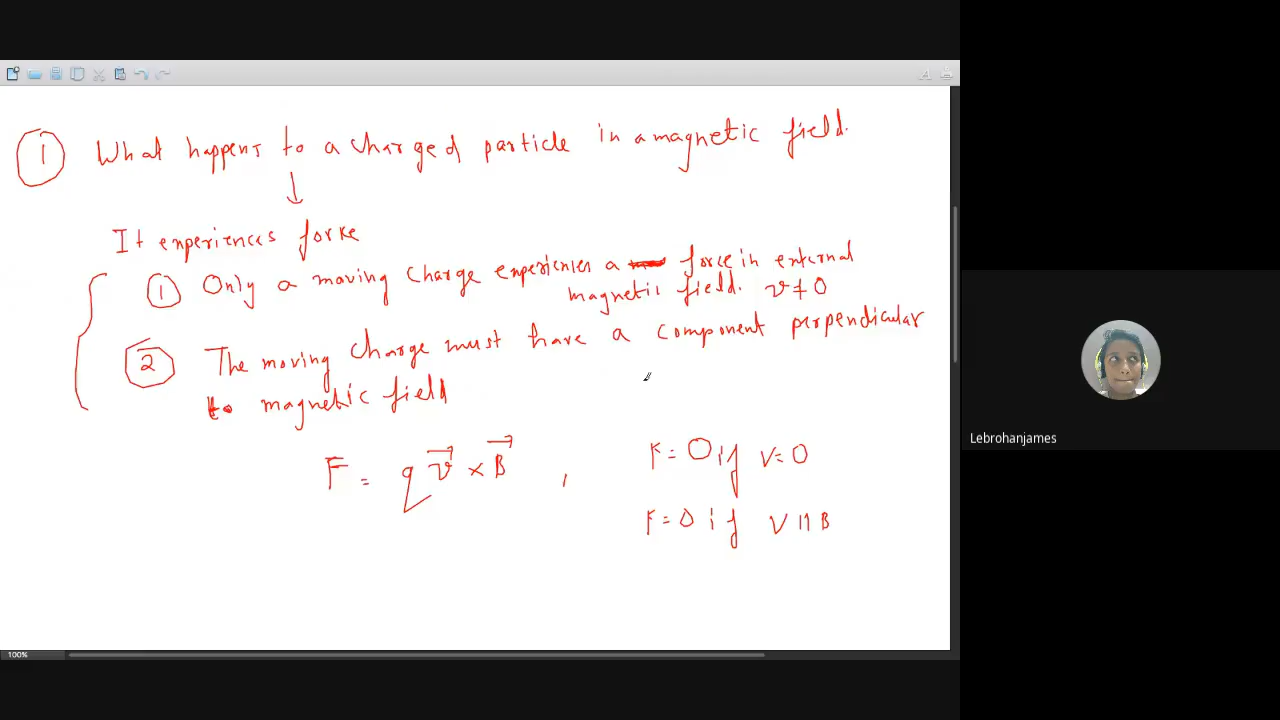 1 What happens to a charged particle in a magnetic field.
↓
It experiences force
1 Only a moving charge experiences a force in external
magnetic field. v ≠ 0
2 The moving charge must have a component perpendicular
to magnetic field
F = q v⃗ × B⃗ , F = 0 if v = 0
F = 0 if v || B
Lebrohanjames
100%